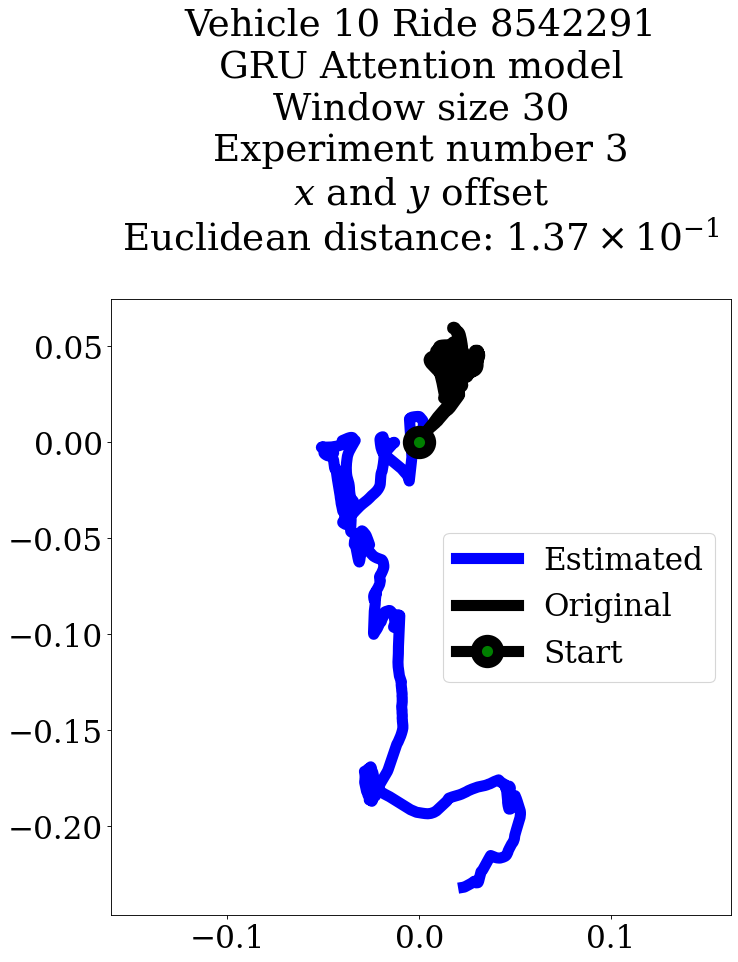 Vehicle 10 Ride 8542291
GRU Attention model
Window size 30
Experiment number 3
x and y offset
Euclidean distance: 1.37 × 10⁻¹
0.05
0.00
−0.05
−0.10
−0.15
−0.20
Estimated
Original
Start
−0.1
0.0
0.1